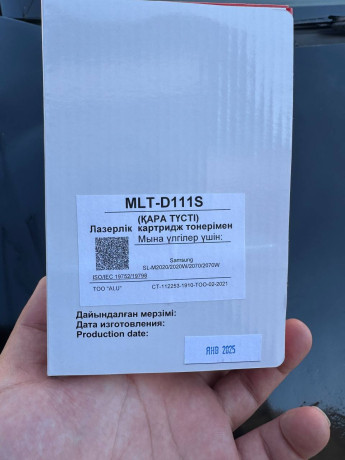 MLT-D111S
(ҚАРА ТҮСТІ)
Лазерлік картридж тонерімен
Мына үлгілер үшін:
Samsung
SL-M2020/2020W/2070/2070W
ISO/IEC 19752/19798
ТОО "ALU"
СТ-112253-1910-ТОО-02-2021
Дайындалған мерзімі:
Дата изготовления:
Production date:
ЯНВ 2025